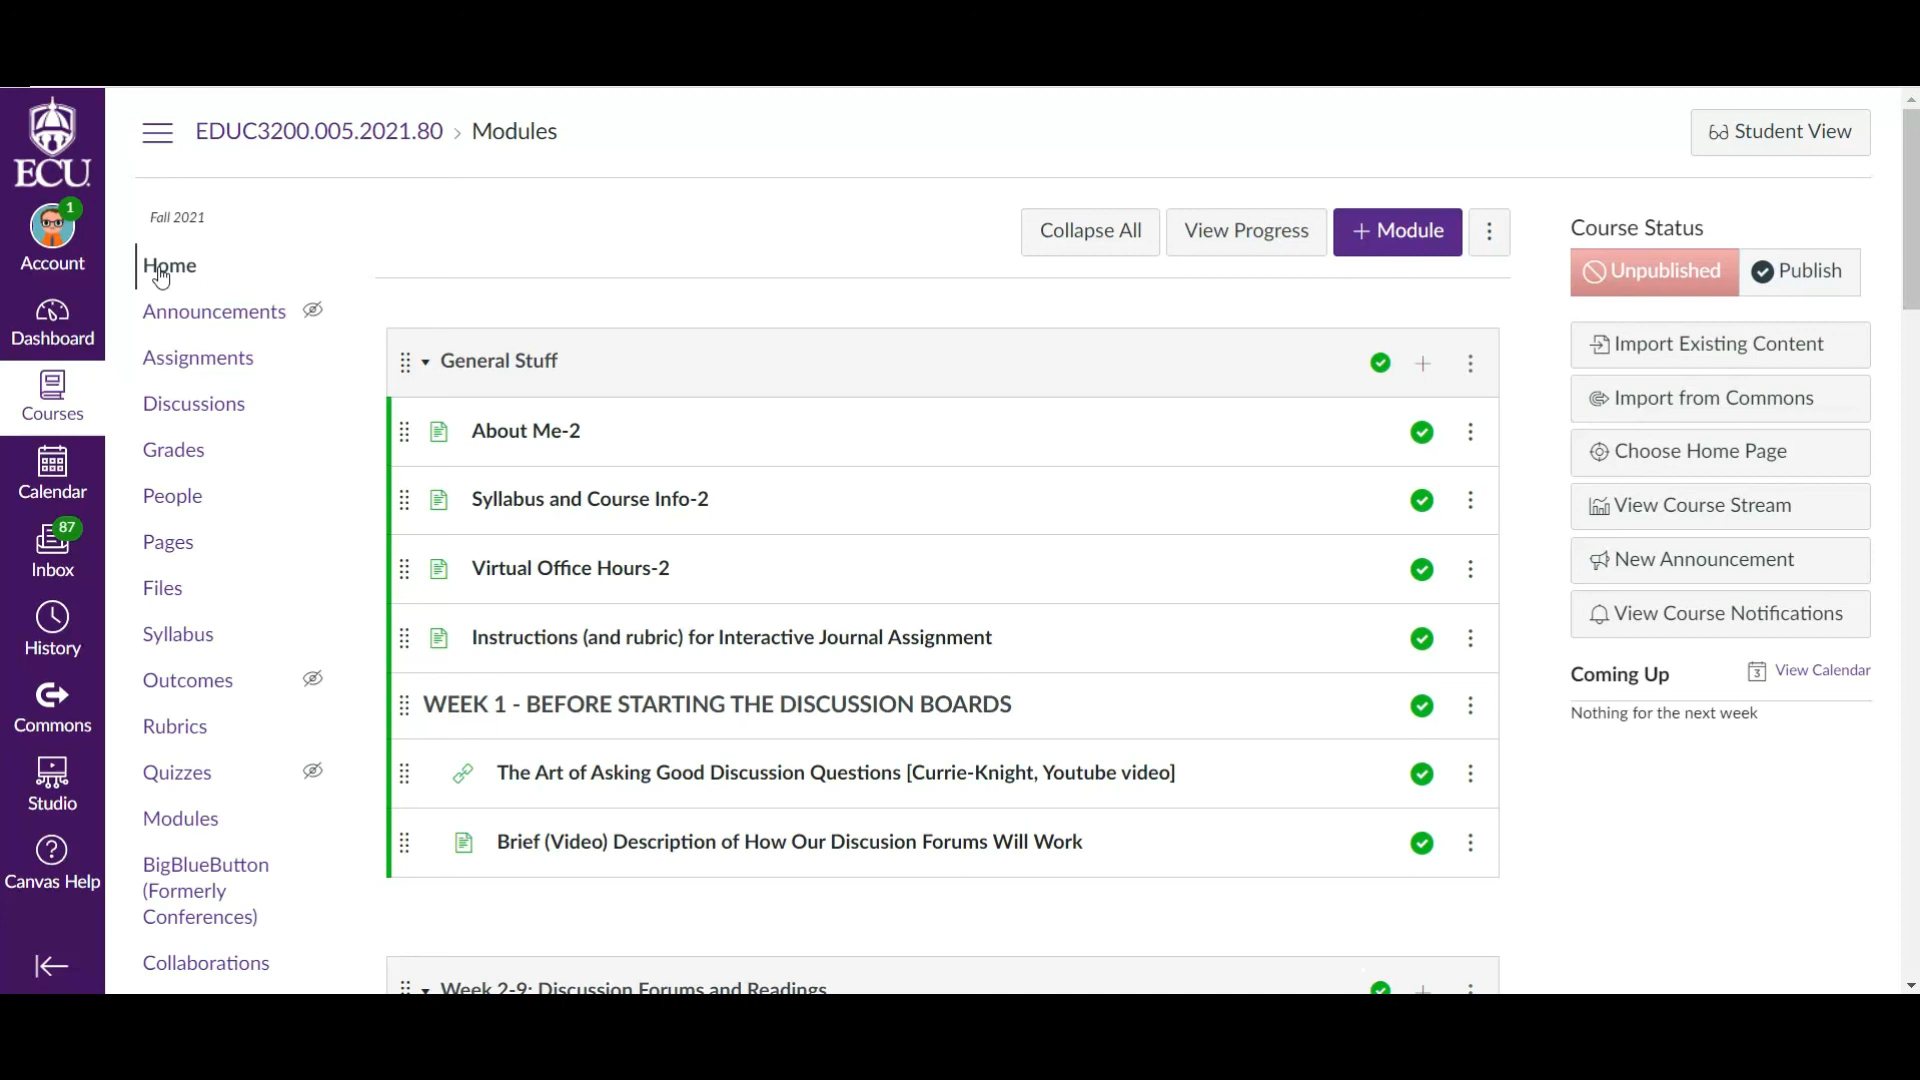 EDUC3200.005.2021.80 › Modules
Student View
ECU
1
Account
Dashboard
Courses
Calendar
87
Inbox
History
Commons
Studio
Canvas Help
Fall 2021
Home
Announcements
Assignments
Discussions
Grades
People
Pages
Files
Syllabus
Outcomes
Rubrics
Quizzes
Modules
BigBlueButton
(Formerly
Conferences)
Collaborations
Collapse All
View Progress
+ Module
General Stuff
About Me-2
Syllabus and Course Info-2
Virtual Office Hours-2
Instructions (and rubric) for Interactive Journal Assignment
WEEK 1 - BEFORE STARTING THE DISCUSSION BOARDS
The Art of Asking Good Discussion Questions [Currie-Knight, Youtube video]
Brief (Video) Description of How Our Discusion Forums Will Work
Week 2-9: Discussion Forums and Readings
Course Status
Unpublished
Publish
Import Existing Content
Import from Commons
Choose Home Page
View Course Stream
New Announcement
View Course Notifications
Coming Up
3 View Calendar
Nothing for the next week